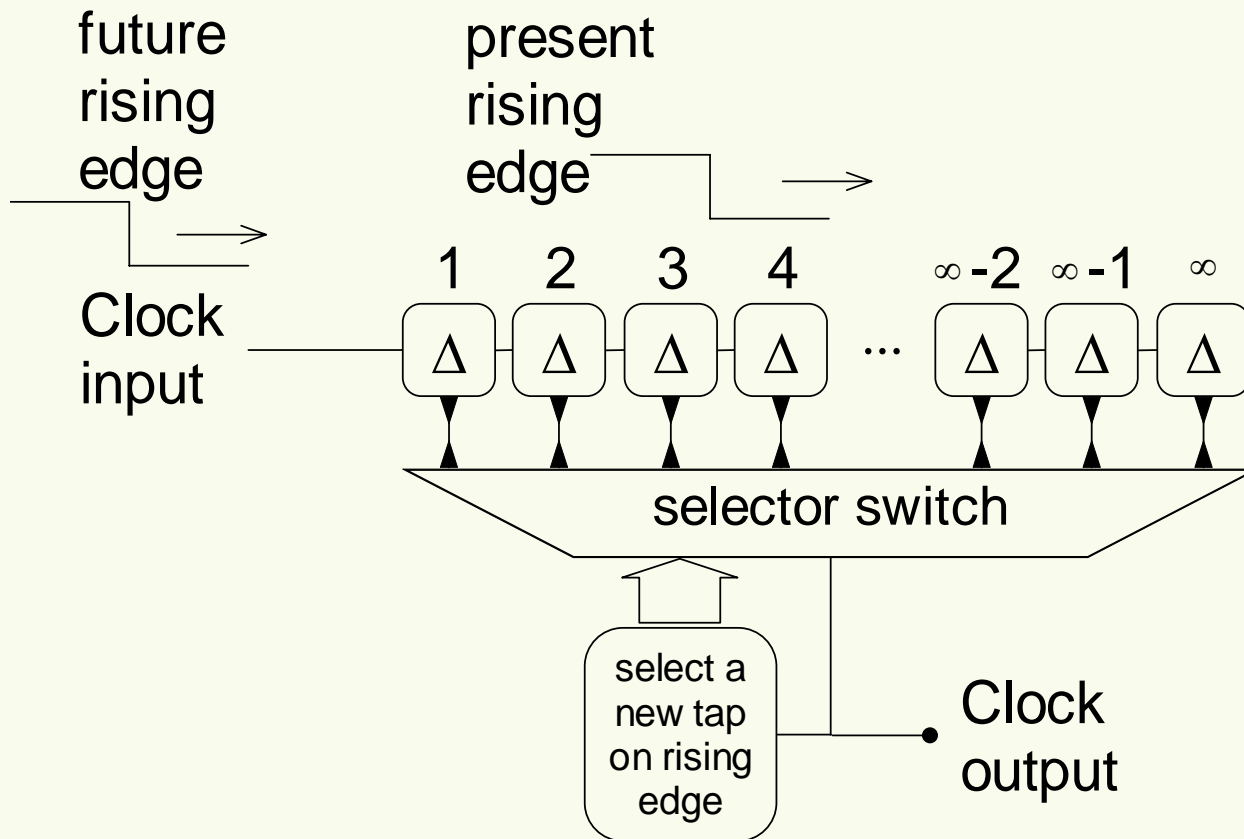 future
rising
edge
present
rising
edge
1 2 3 4 ∞-2 ∞-1 ∞
Clock
input
Δ Δ Δ Δ ... Δ Δ Δ
selector switch
select a
new tap
on rising
edge
Clock
output